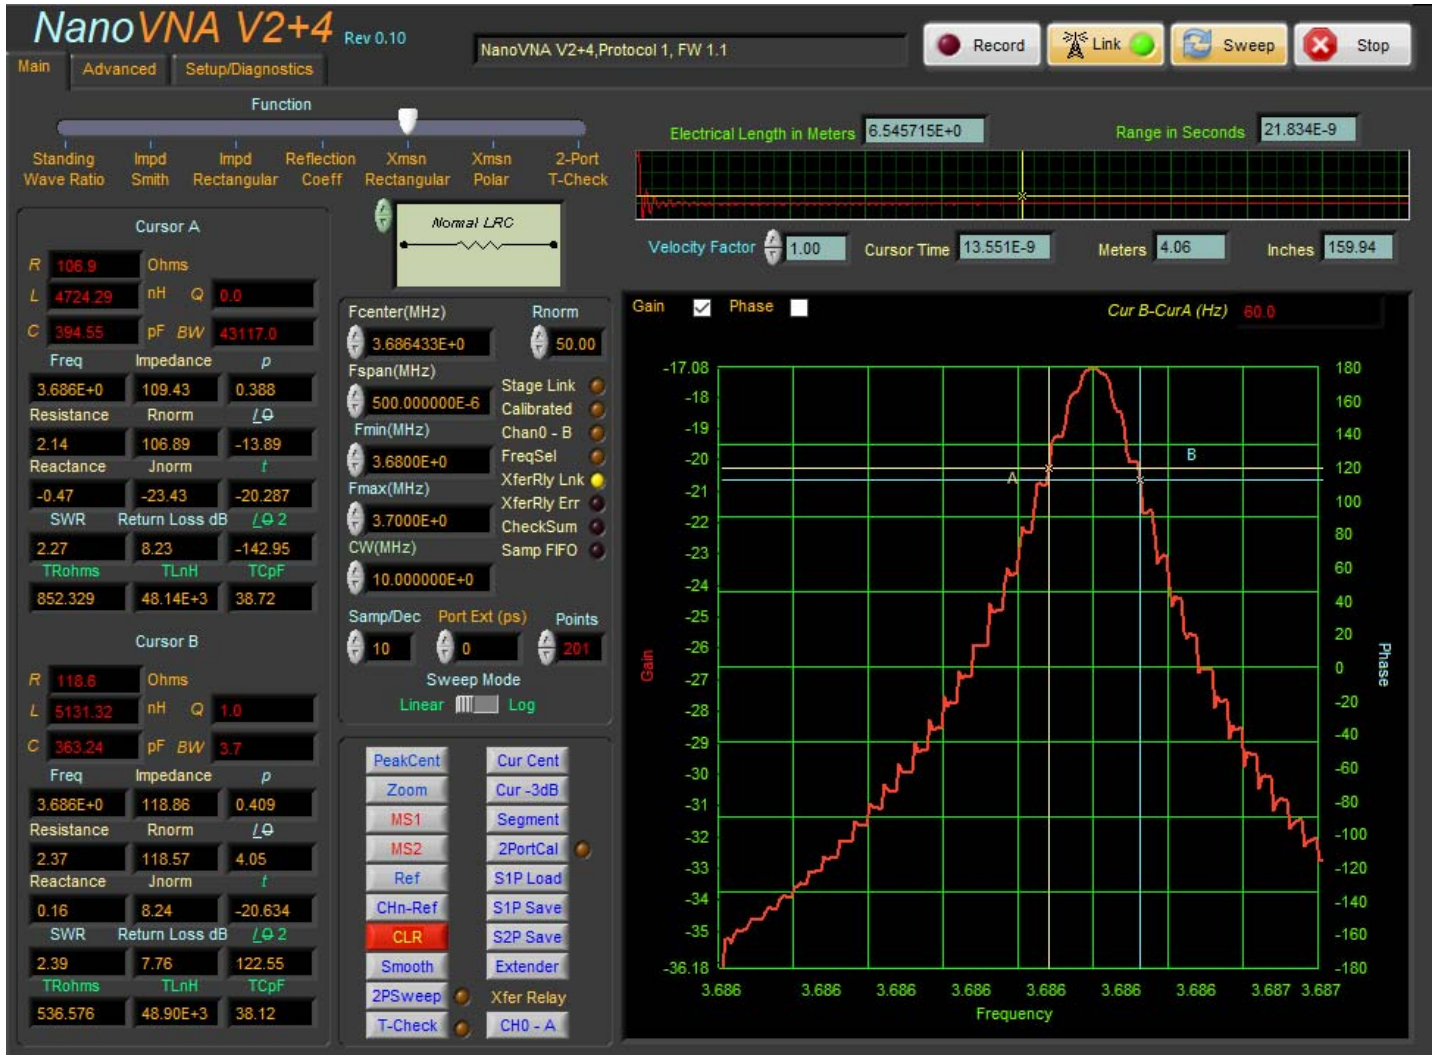 NanoVNA V2+4 Rev 0.10
NanoVNA V2+4,Protocol 1, FW 1.1
Record Link Sweep Stop
Main Advanced Setup/Diagnostics
Function
Standing Wave Ratio
Impd Smith
Impd Rectangular
Reflection Coeff
Xmsn Rectangular
Xmsn Polar
2-Port T-Check
Electrical Length in Meters 6.545715E+0 Range in Seconds 21.834E-9
Velocity Factor 1.00 Cursor Time 13.551E-9 Meters 4.06 Inches 159.94
Cursor A
R 106.9 Ohms
L 4724.29 nH Q 0.0
C 394.55 pF BW 43117.0
Freq Impedance p
3.686E+0 109.43 0.388
Resistance Rnorm /Θ
2.14 106.89 -13.89
Reactance Jnorm t
-0.47 -23.43 -20.287
SWR Return Loss dB /Θ 2
2.27 8.23 -142.95
TRohms TLnH TCpF
852.329 48.14E+3 38.72
Cursor B
R 118.6 Ohms
L 5131.32 nH Q 1.0
C 363.24 pF BW 3.7
Freq Impedance p
3.686E+0 118.86 0.409
Resistance Rnorm /Θ
2.37 118.57 4.05
Reactance Jnorm t
0.16 8.24 -20.634
SWR Return Loss dB /Θ 2
2.39 7.76 122.55
TRohms TLnH TCpF
536.576 48.90E+3 38.12
Normal LRC
Fcenter(MHz) Rnorm
3.686433E+0 50.00
Fspan(MHz)
500.000000E-6
Fmin(MHz)
3.6800E+0
Fmax(MHz)
3.7000E+0
CW(MHz)
10.000000E+0
Stage Link
Calibrated
Chan0 - B
FreqSel
XferRly Lnk
XferRly Err
CheckSum
Samp FIFO
Samp/Dec Port Ext (ps) Points
10 0 201
Sweep Mode
Linear Log
PeakCent Cur Cent
Zoom Cur -3dB
MS1 Segment
MS2 2PortCal
Ref S1P Load
CHn-Ref S1P Save
CLR S2P Save
Smooth Extender
2PSweep Xfer Relay
T-Check CH0 - A
Gain Phase Cur B-CurA (Hz) 60.0
-17.08
-18
-19
-20
-21
-22
-23
-24
-25
-26
-27
-28
-29
-30
-31
-32
-33
-34
-35
-36.18
Gain
A
B
180
160
140
120
100
80
60
40
20
0
-20
-40
-60
-80
-100
-120
-140
-160
-180
Phase
3.686 3.686 3.686 3.686 3.686 3.686 3.686 3.687 3.687
Frequency